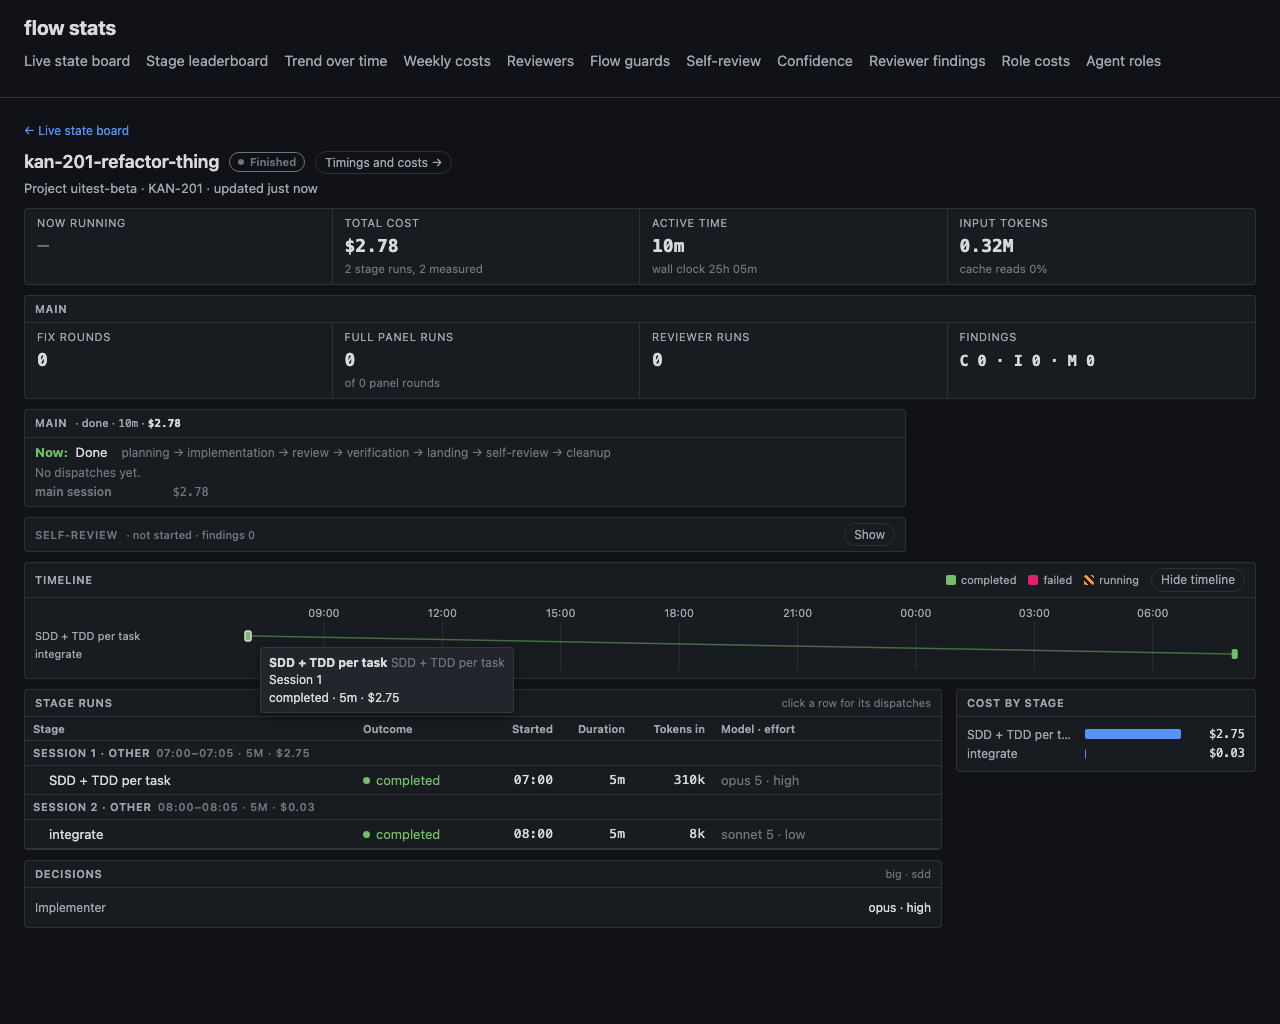 flow stats
Live state board Stage leaderboard Trend over time Weekly costs Reviewers Flow guards Self-review Confidence Reviewer findings Role costs Agent roles
← Live state board
kan-201-refactor-thing Finished Timings and costs →
Project uitest-beta · KAN-201 · updated just now
NOW RUNNING TOTAL COST ACTIVE TIME INPUT TOKENS
— $2.78 10m 0.32M
2 stage runs, 2 measured wall clock 25h 05m cache reads 0%
MAIN
FIX ROUNDS FULL PANEL RUNS REVIEWER RUNS FINDINGS
0 0 0 C 0 · I 0 · M 0
of 0 panel rounds
MAIN · done · 10m · $2.78
Now: Done planning → implementation → review → verification → landing → self-review → cleanup
No dispatches yet.
main session $2.78
SELF-REVIEW · not started · findings 0 Show
TIMELINE completed failed running Hide timeline
09:00 12:00 15:00 18:00 21:00 00:00 03:00 06:00
SDD + TDD per task
integrate
SDD + TDD per task SDD + TDD per task
Session 1
completed · 5m · $2.75
STAGE RUNS click a row for its dispatches
Stage Outcome Started Duration Tokens in Model · effort
SESSION 1 · OTHER 07:00–07:05 · 5M · $2.75
SDD + TDD per task completed 07:00 5m 310k opus 5 · high
SESSION 2 · OTHER 08:00–08:05 · 5M · $0.03
integrate completed 08:00 5m 8k sonnet 5 · low
COST BY STAGE
SDD + TDD per t... $2.75
integrate $0.03
DECISIONS big · sdd
Implementer opus · high